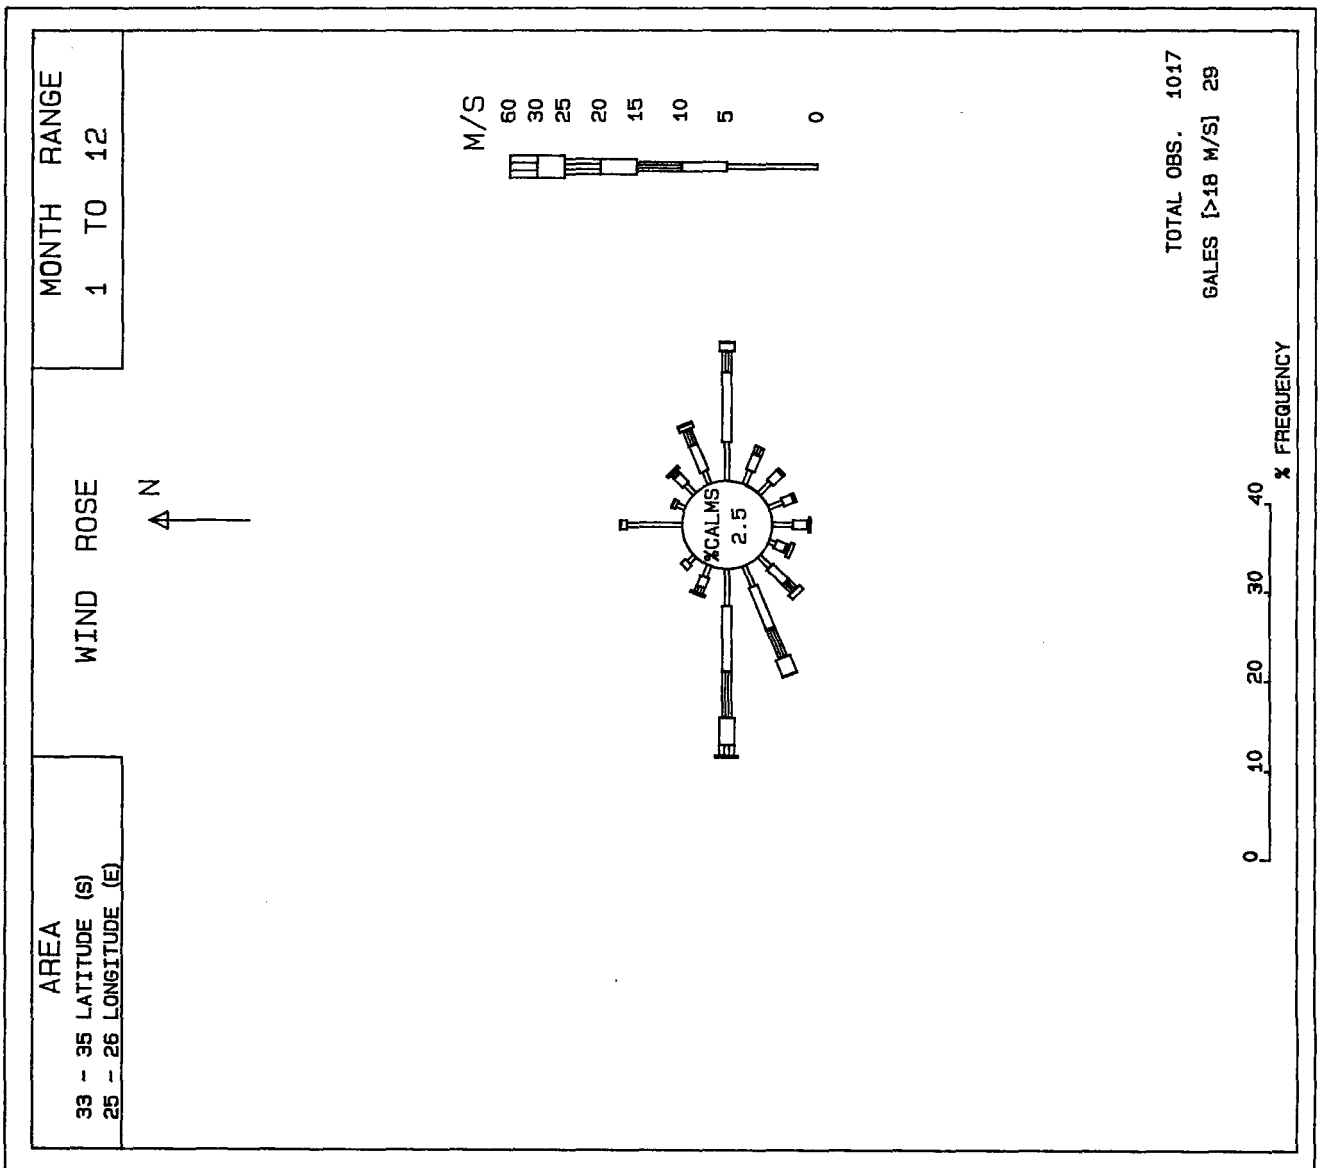 AREA
33 - 35 LATITUDE (S)
25 - 26 LONGITUDE (E)
WIND ROSE
MONTH RANGE
1 TO 12
N
M/S
60
30
25
20
15
10
5
0
%CALMS
2.5
TOTAL OBS. 1017
GALES [>18 M/S] 29
0 10 20 30 40
% FREQUENCY